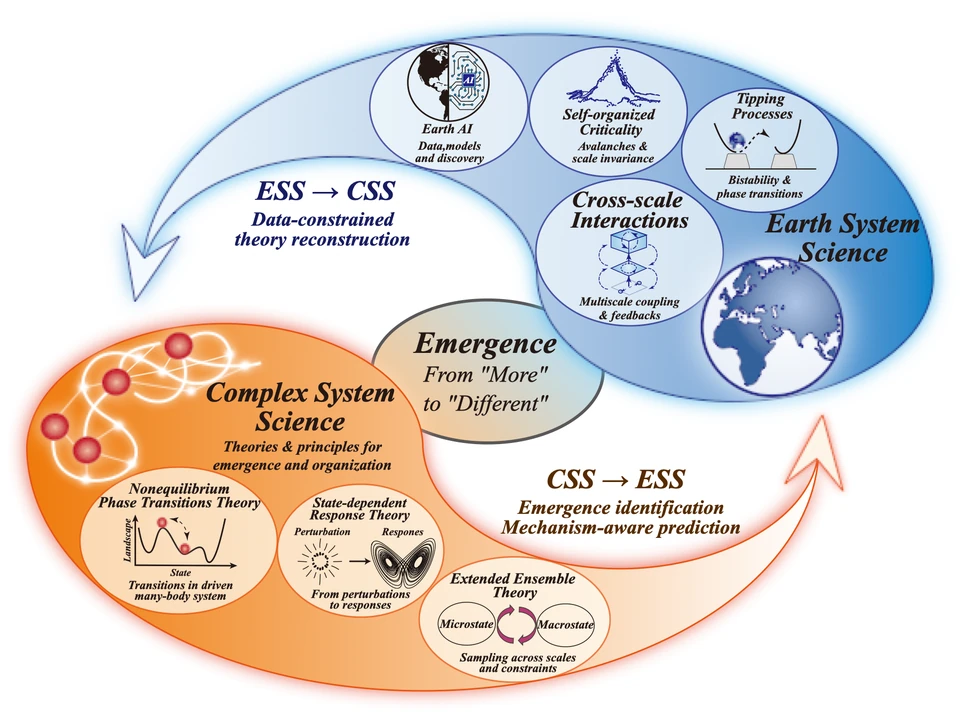 AI
Earth AI
Data,models
and discovery
Self-organized
Criticality
Avalanches &
scale invariance
Tipping
Processes
Bistability &
phase transitions
ESS → CSS
Data-constrained
theory reconstruction
Cross-scale
Interactions
Multiscale coupling
& feedbacks
Earth System
Science
Emergence
From "More"
to "Different"
Complex System
Science
Theories & principles for
emergence and organization
Nonequilibrium
Phase Transitions Theory
Landscape
State
Transitions in driven
many-body system
State-dependent
Response Theory
Perturbation
Respones
From perturbations
to responses
CSS → ESS
Emergence identification
Mechanism-aware prediction
Extended Ensemble
Theory
Microstate
Macrostate
Sampling across scales
and constraints